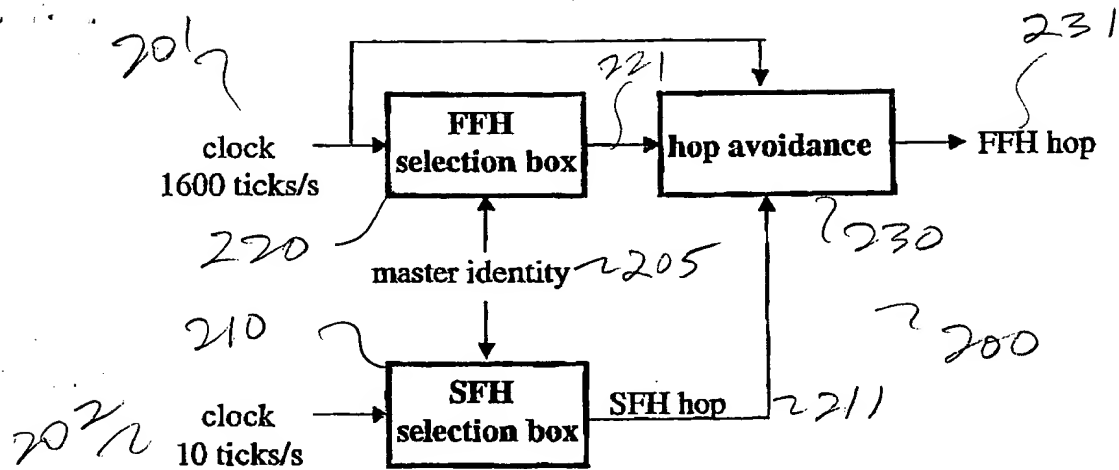 201
231
221
FFH
selection box
hop avoidance
FFH hop
clock
1600 ticks/s
220
230
master identity
205
210
200
SFH
selection box
SFH hop
211
202
clock
10 ticks/s